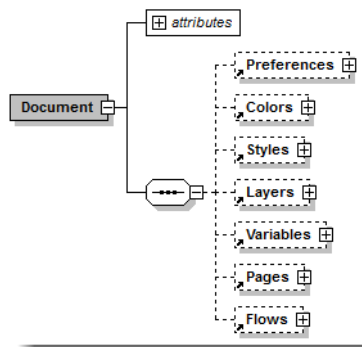 attributes
Document
Preferences
Colors
Styles
Layers
Variables
Pages
Flows